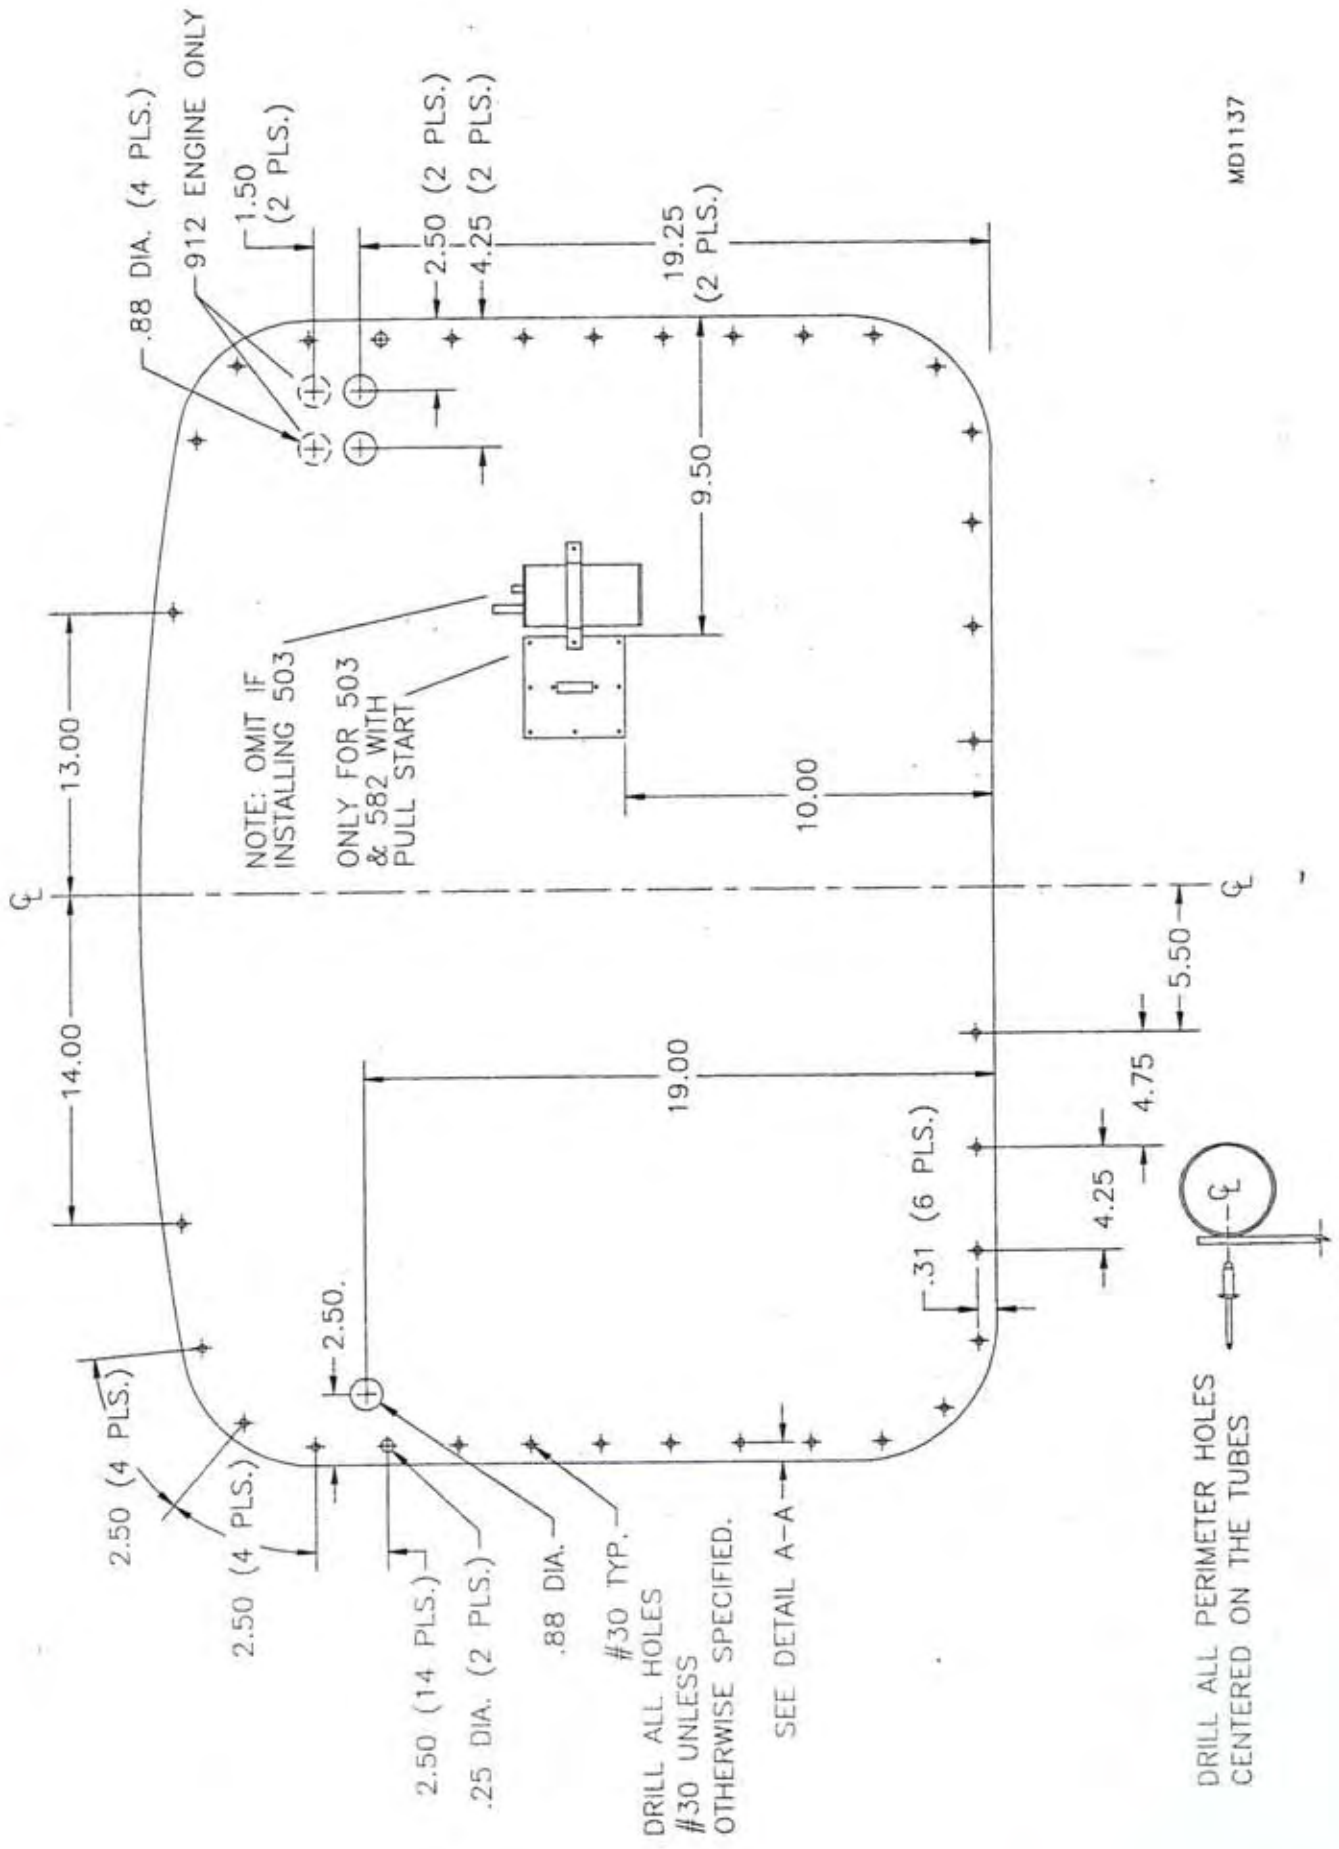 ℄
14.00
13.00
.88 DIA. (4 PLS.)
912 ENGINE ONLY
1.50
(2 PLS.)
2.50 (2 PLS.)
4.25 (2 PLS.)
NOTE: OMIT IF
INSTALLING 503
ONLY FOR 503
& 582 WITH
PULL START
19.25
(2 PLS.)
9.50
10.00
2.50 (4 PLS.)
2.50 (4 PLS.)
2.50.
2.50 (14 PLS.)
.25 DIA. (2 PLS.)
.88 DIA.
#30 TYP.
DRILL ALL HOLES
#30 UNLESS
OTHERWISE SPECIFIED.
SEE DETAIL A-A
19.00
.31 (6 PLS.)
4.25
4.75
5.50
℄
℄
DRILL ALL PERIMETER HOLES
CENTERED ON THE TUBES
MD1137